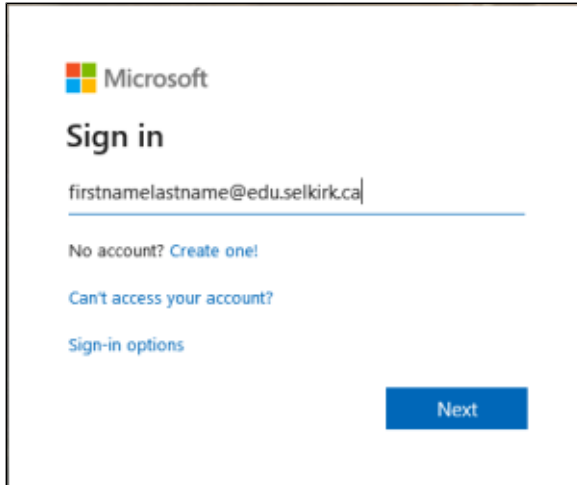 Microsoft
Sign in
firstnamelastname@edu.selkirk.ca
No account? Create one!
Can't access your account?
Sign-in options
Next